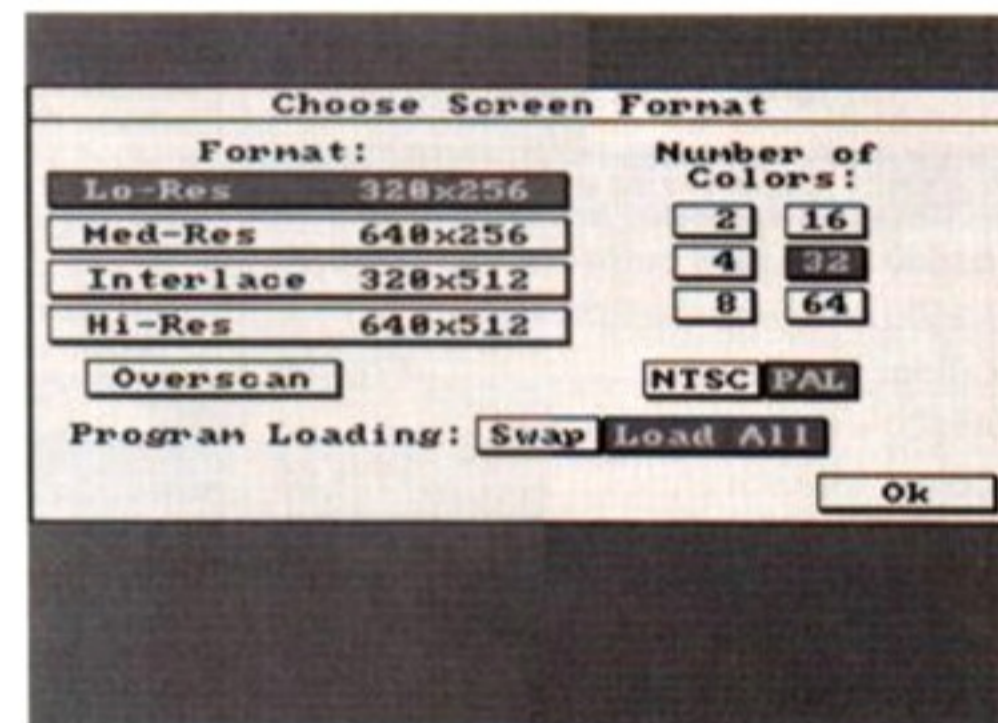 Choose Screen Format
Format:
Lo-Res 320x256
Med-Res 640x256
Interlace 320x512
Hi-Res 640x512
Number of
Colors:
2 16
4 32
8 64
Overscan
NTSC PAL
Program Loading: Swap Load All
Ok